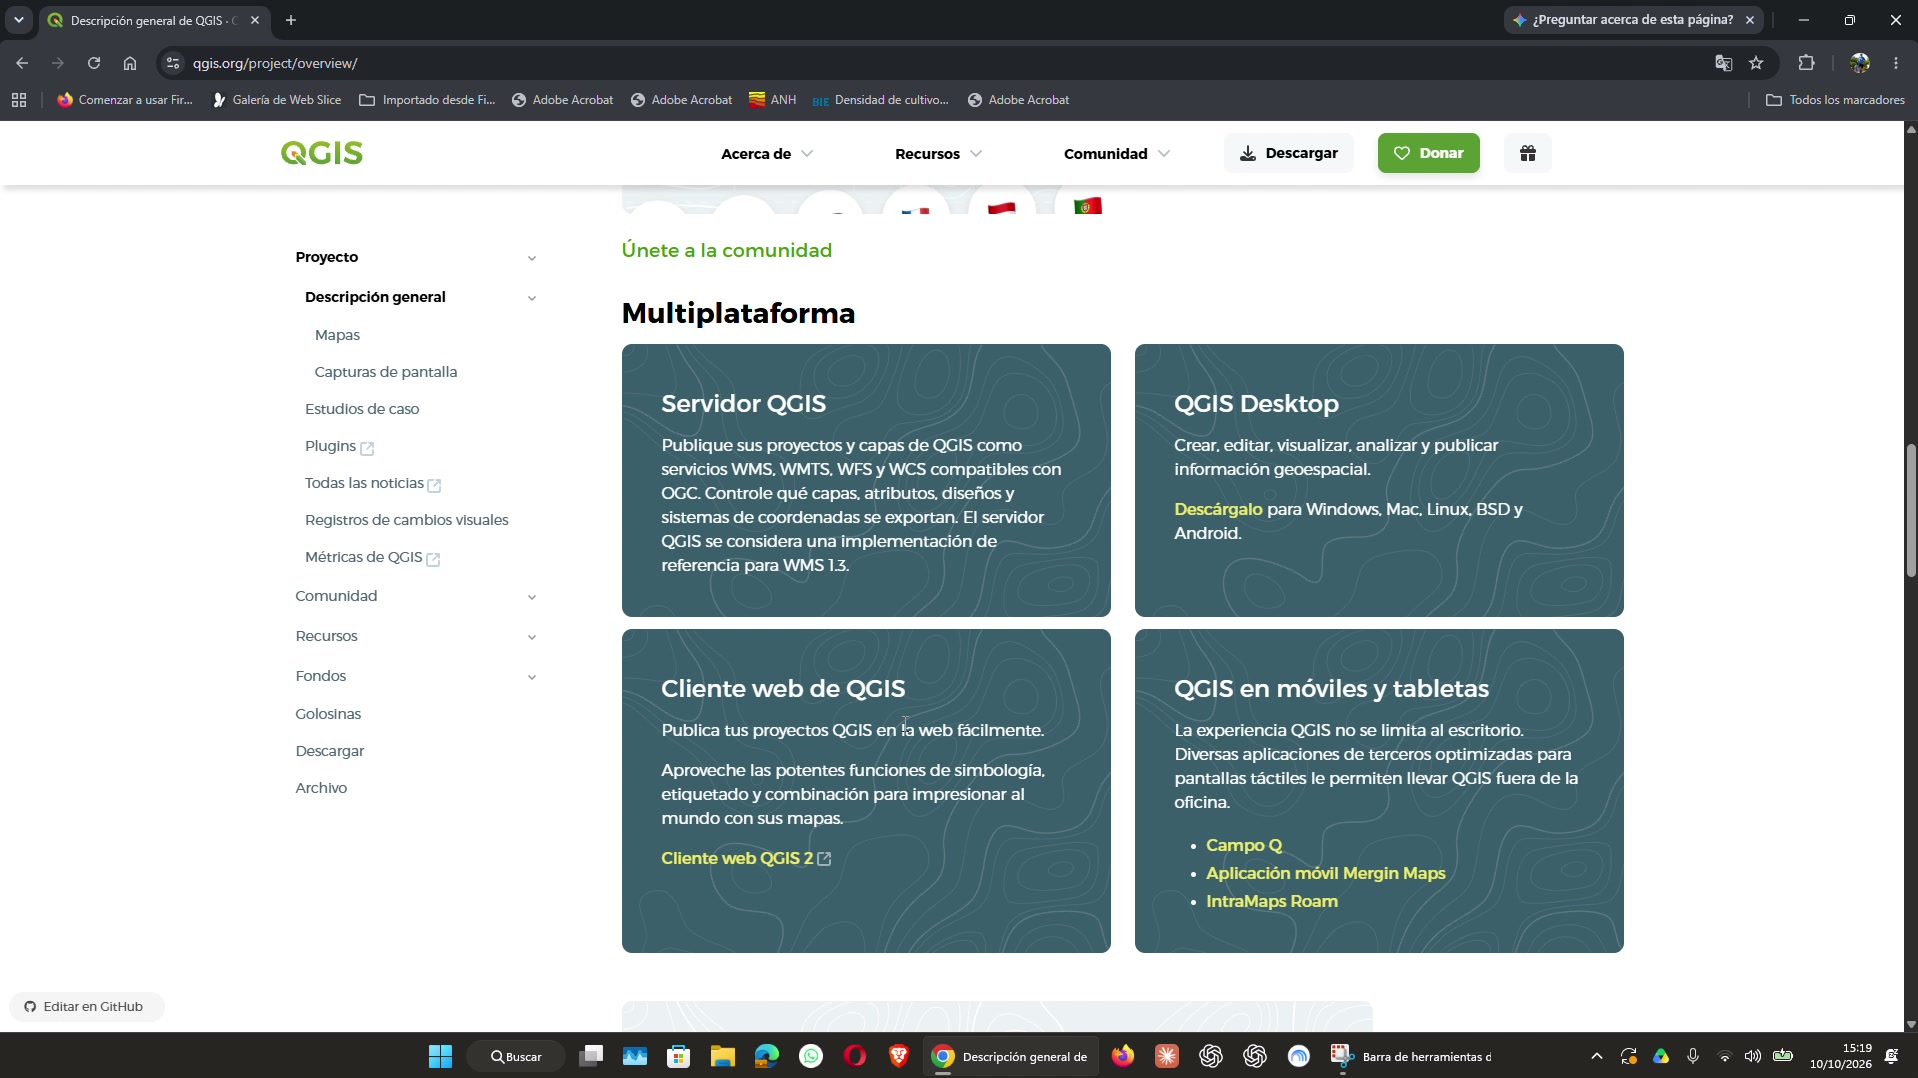 Descripción general de QGIS · C
¿Preguntar acerca de esta página?
qgis.org/project/overview/
Comenzar a usar Fir...
Galería de Web Slice
Importado desde Fi...
Adobe Acrobat
Adobe Acrobat
ANH
BIE
Densidad de cultivo...
Adobe Acrobat
Todos los marcadores
QGIS
Acerca de
Recursos
Comunidad
Descargar
Donar
Proyecto
Descripción general
Mapas
Capturas de pantalla
Estudios de caso
Plugins
Todas las noticias
Registros de cambios visuales
Métricas de QGIS
Comunidad
Recursos
Fondos
Golosinas
Descargar
Archivo
Únete a la comunidad
Multiplataforma
Servidor QGIS
Publique sus proyectos y capas de QGIS como
servicios WMS, WMTS, WFS y WCS compatibles con
OGC. Controle qué capas, atributos, diseños y
sistemas de coordenadas se exportan. El servidor
QGIS se considera una implementación de
referencia para WMS 1.3.
QGIS Desktop
Crear, editar, visualizar, analizar y publicar
información geoespacial.
Descárgalo para Windows, Mac, Linux, BSD y
Android.
Cliente web de QGIS
Publica tus proyectos QGIS en la web fácilmente.
Aproveche las potentes funciones de simbología,
etiquetado y combinación para impresionar al
mundo con sus mapas.
Cliente web QGIS 2
QGIS en móviles y tabletas
La experiencia QGIS no se limita al escritorio.
Diversas aplicaciones de terceros optimizadas para
pantallas táctiles le permiten llevar QGIS fuera de la
oficina.
Campo Q
Aplicación móvil Mergin Maps
IntraMaps Roam
Editar en GitHub
Buscar
Descripción general de
Barra de herramientas d
15:19
10/10/2026